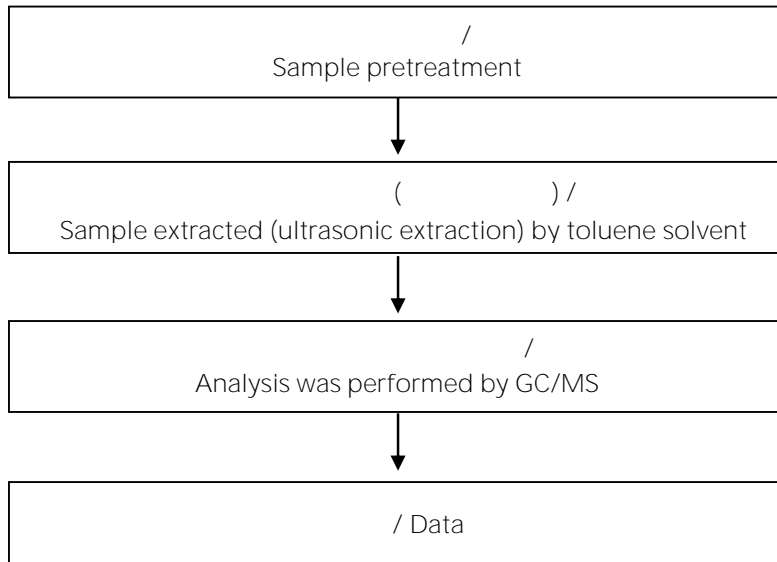 /
Sample pretreatment
( ) /
Sample extracted (ultrasonic extraction) by toluene solvent
/
Analysis was performed by GC/MS
/ Data